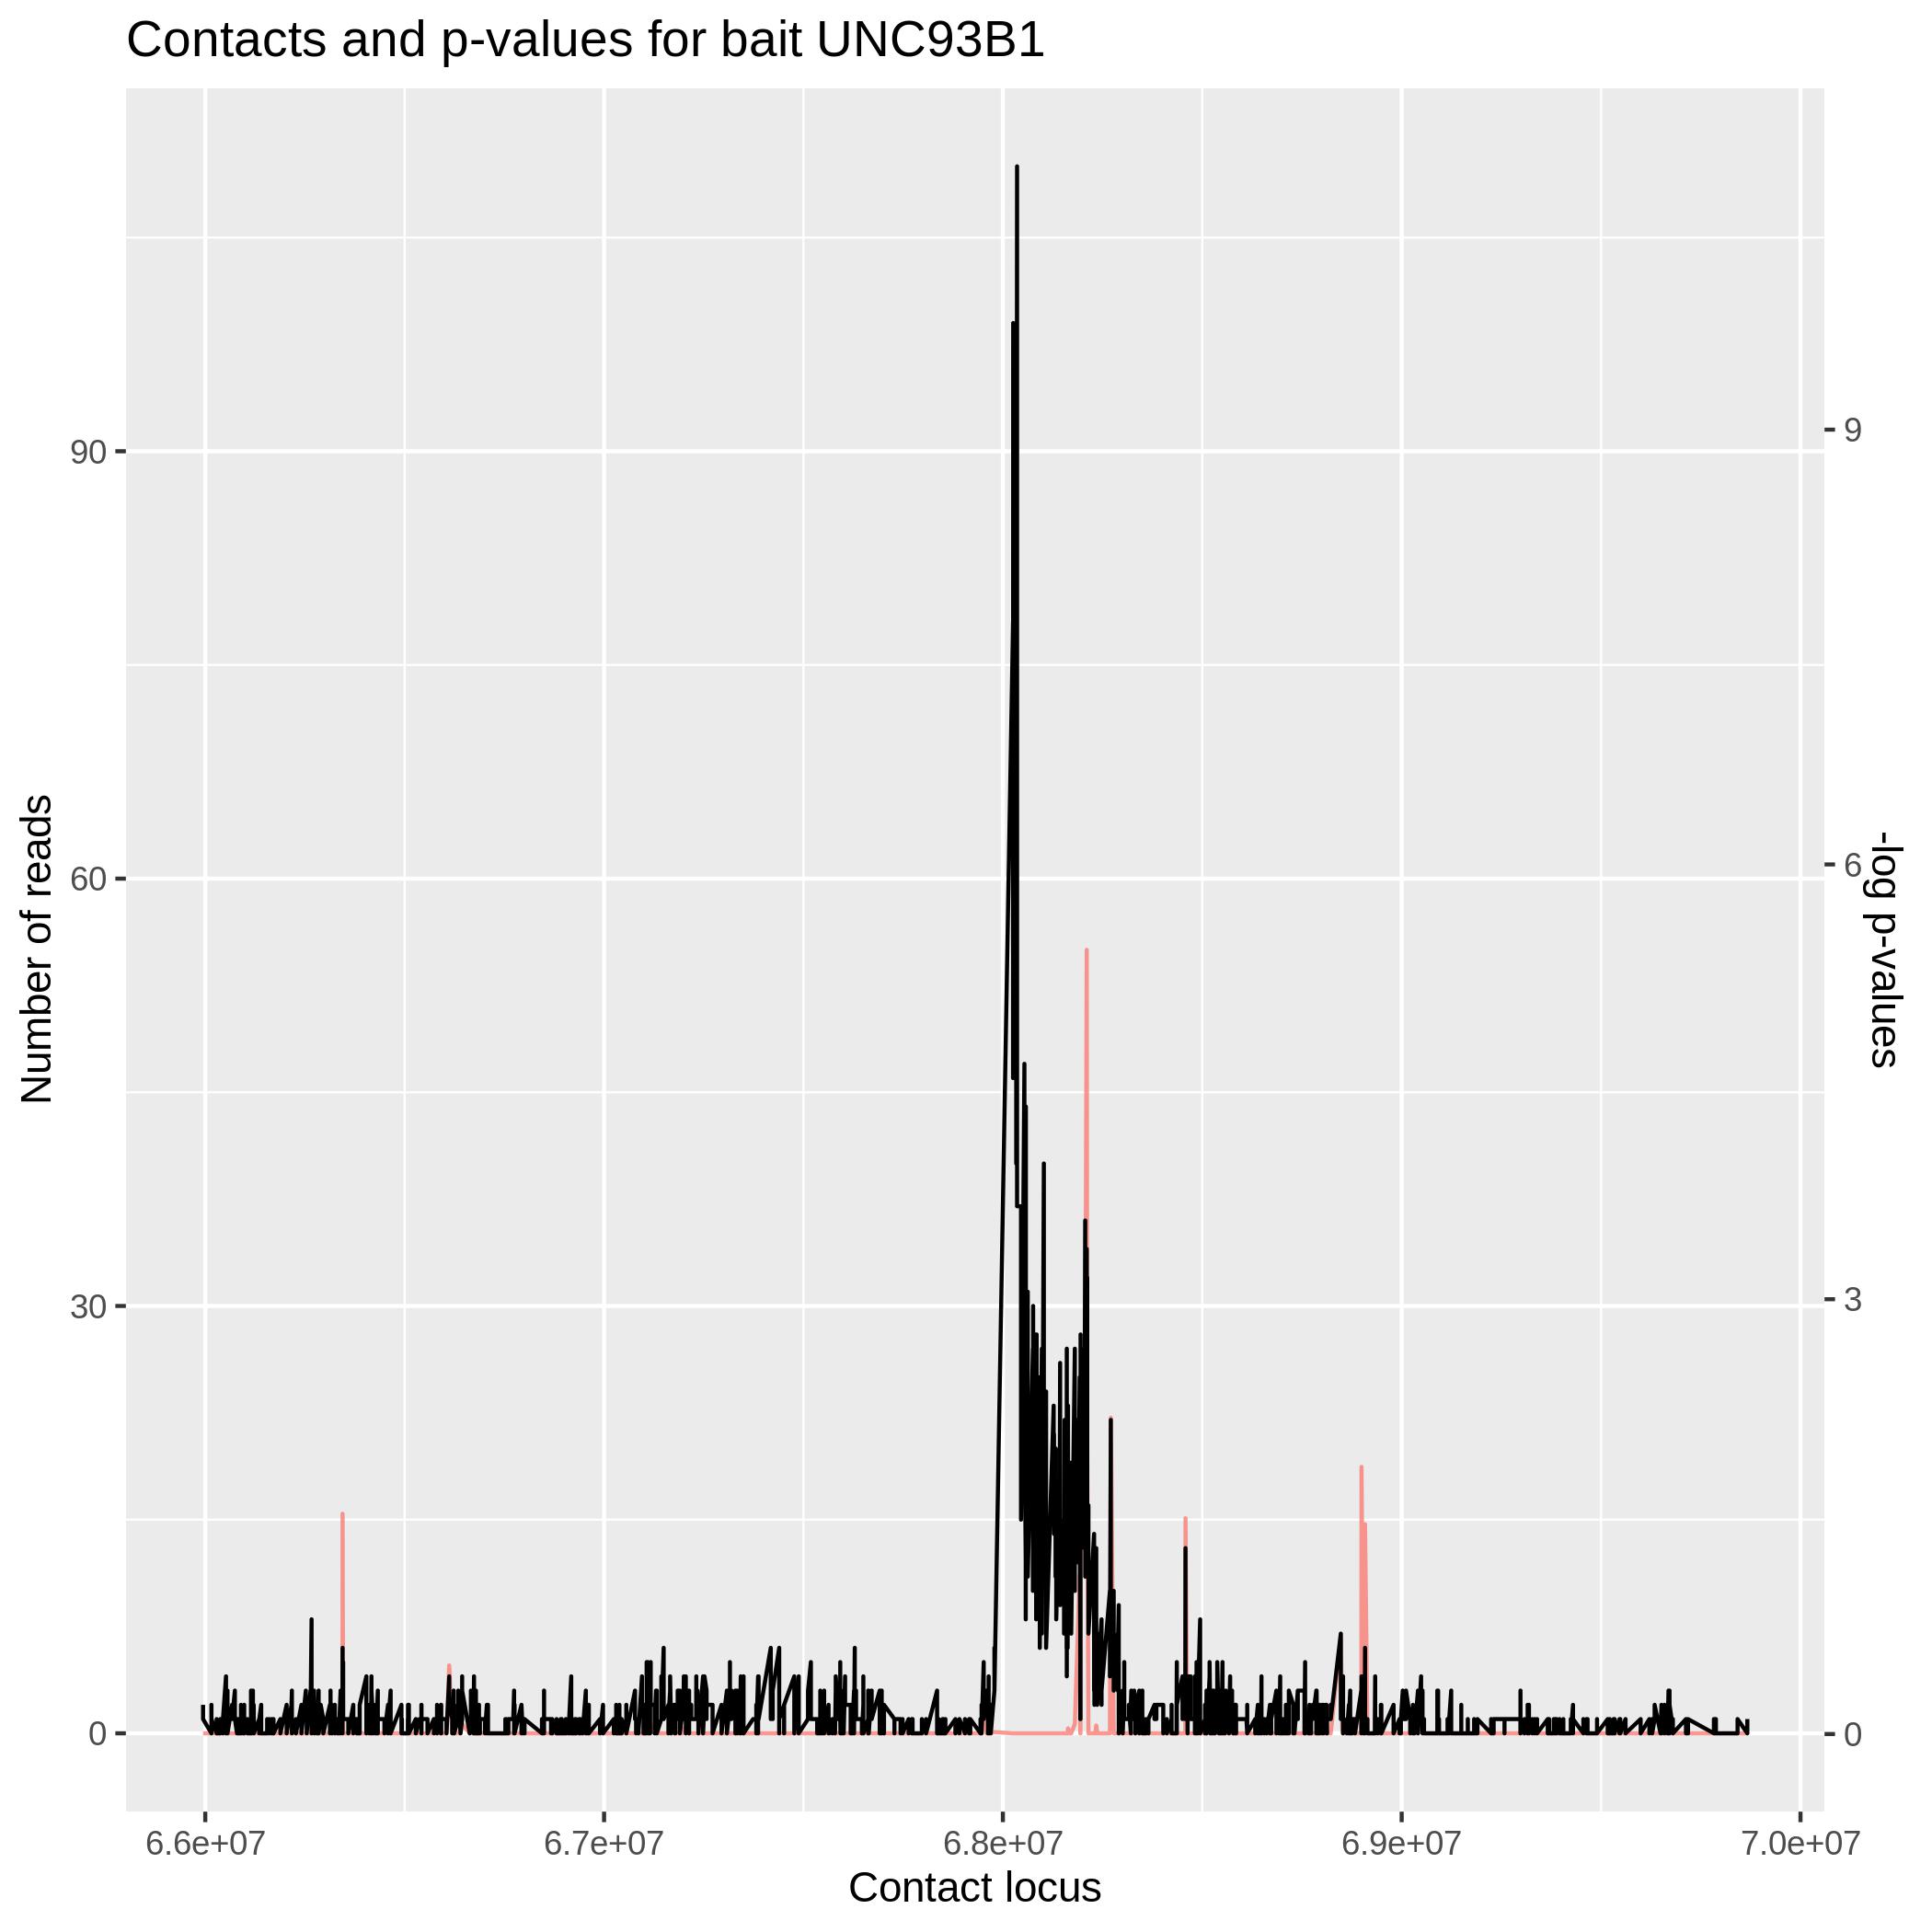 Contacts and p-values for bait UNC93B1
Number of reads
90
60
30
0
9
6
3
0
-log p-values
6.6e+07 6.7e+07 6.8e+07 6.9e+07 7.0e+07
Contact locus